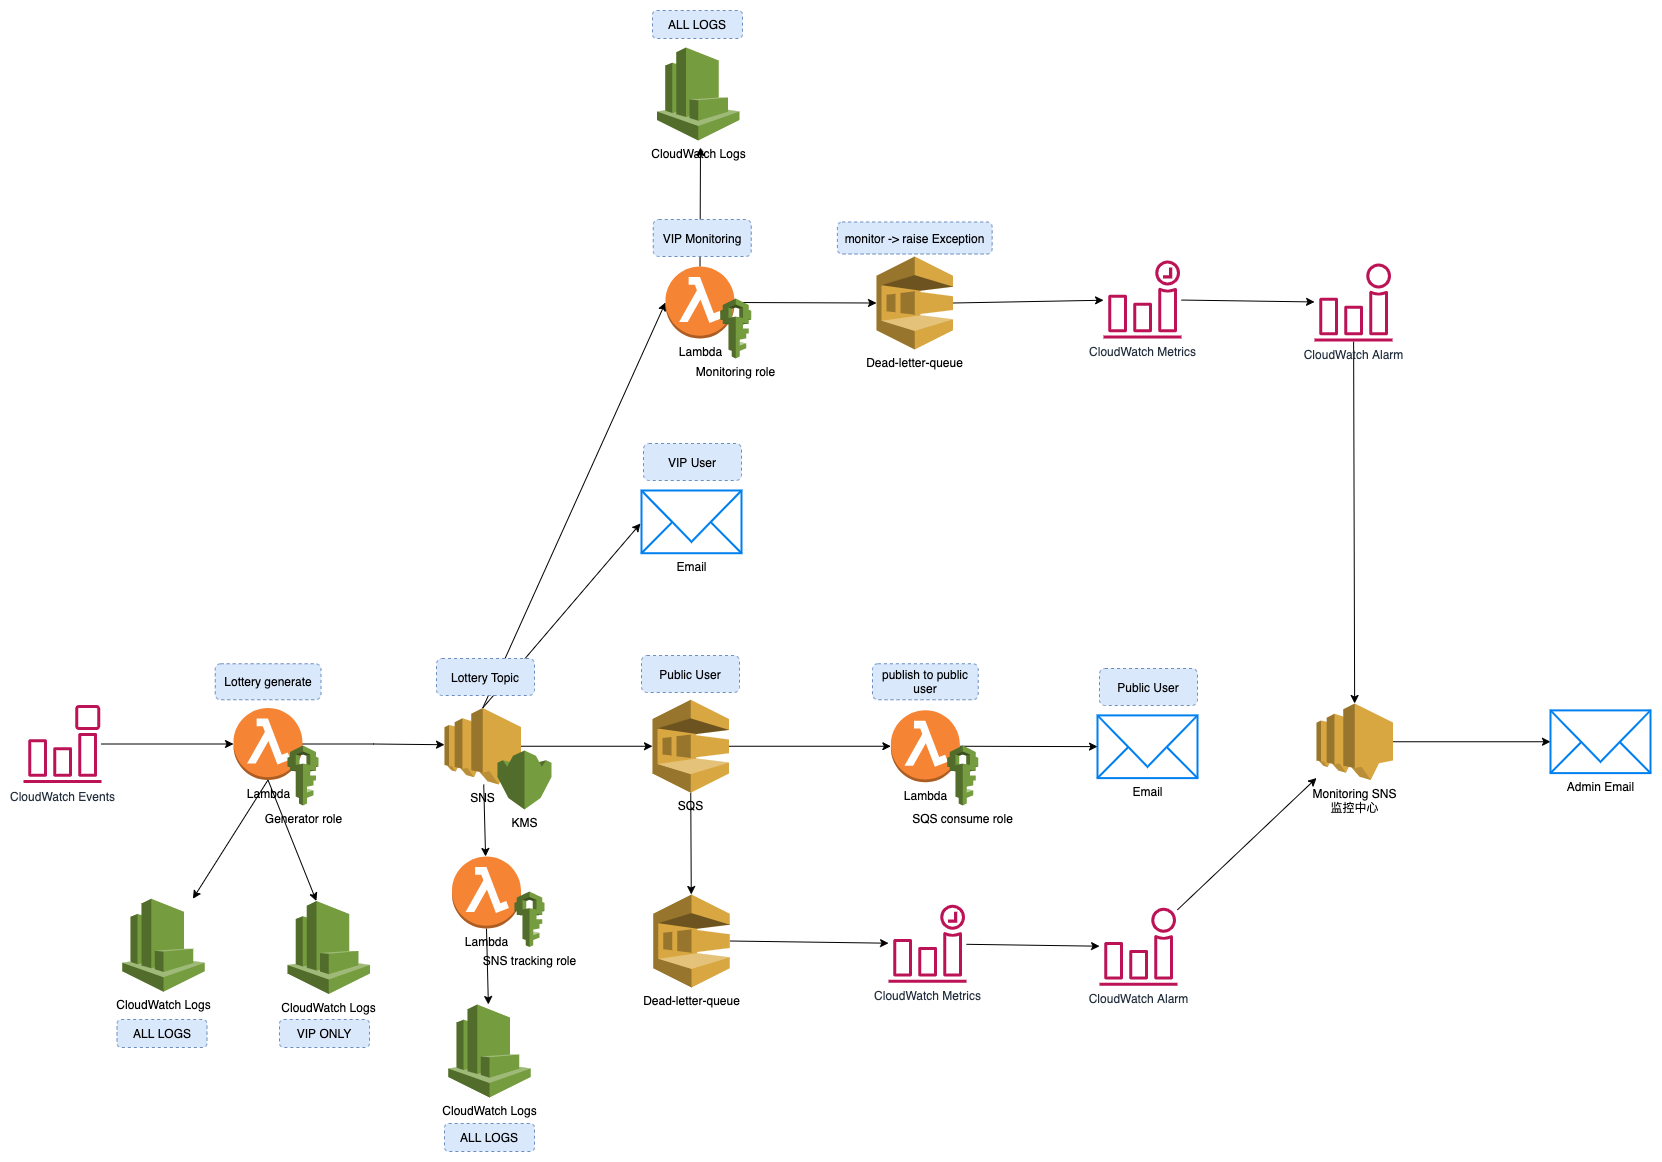 ALL LOGS
CloudWatch Logs
VIP Monitoring
monitor -> raise Exception
Lambda
Monitoring role
Dead-letter-queue
CloudWatch Metrics
CloudWatch Alarm
VIP User
Email
Lottery generate
Lottery Topic
Public User
publish to public
user
Public User
CloudWatch Events
Lambda
Generator role
SNS
KMS
SQS
Lambda
SQS consume role
Email
Monitoring SNS
监控中心
Admin Email
Lambda
SNS tracking role
CloudWatch Logs
ALL LOGS
CloudWatch Logs
VIP ONLY
Dead-letter-queue
CloudWatch Metrics
CloudWatch Alarm
CloudWatch Logs
ALL LOGS